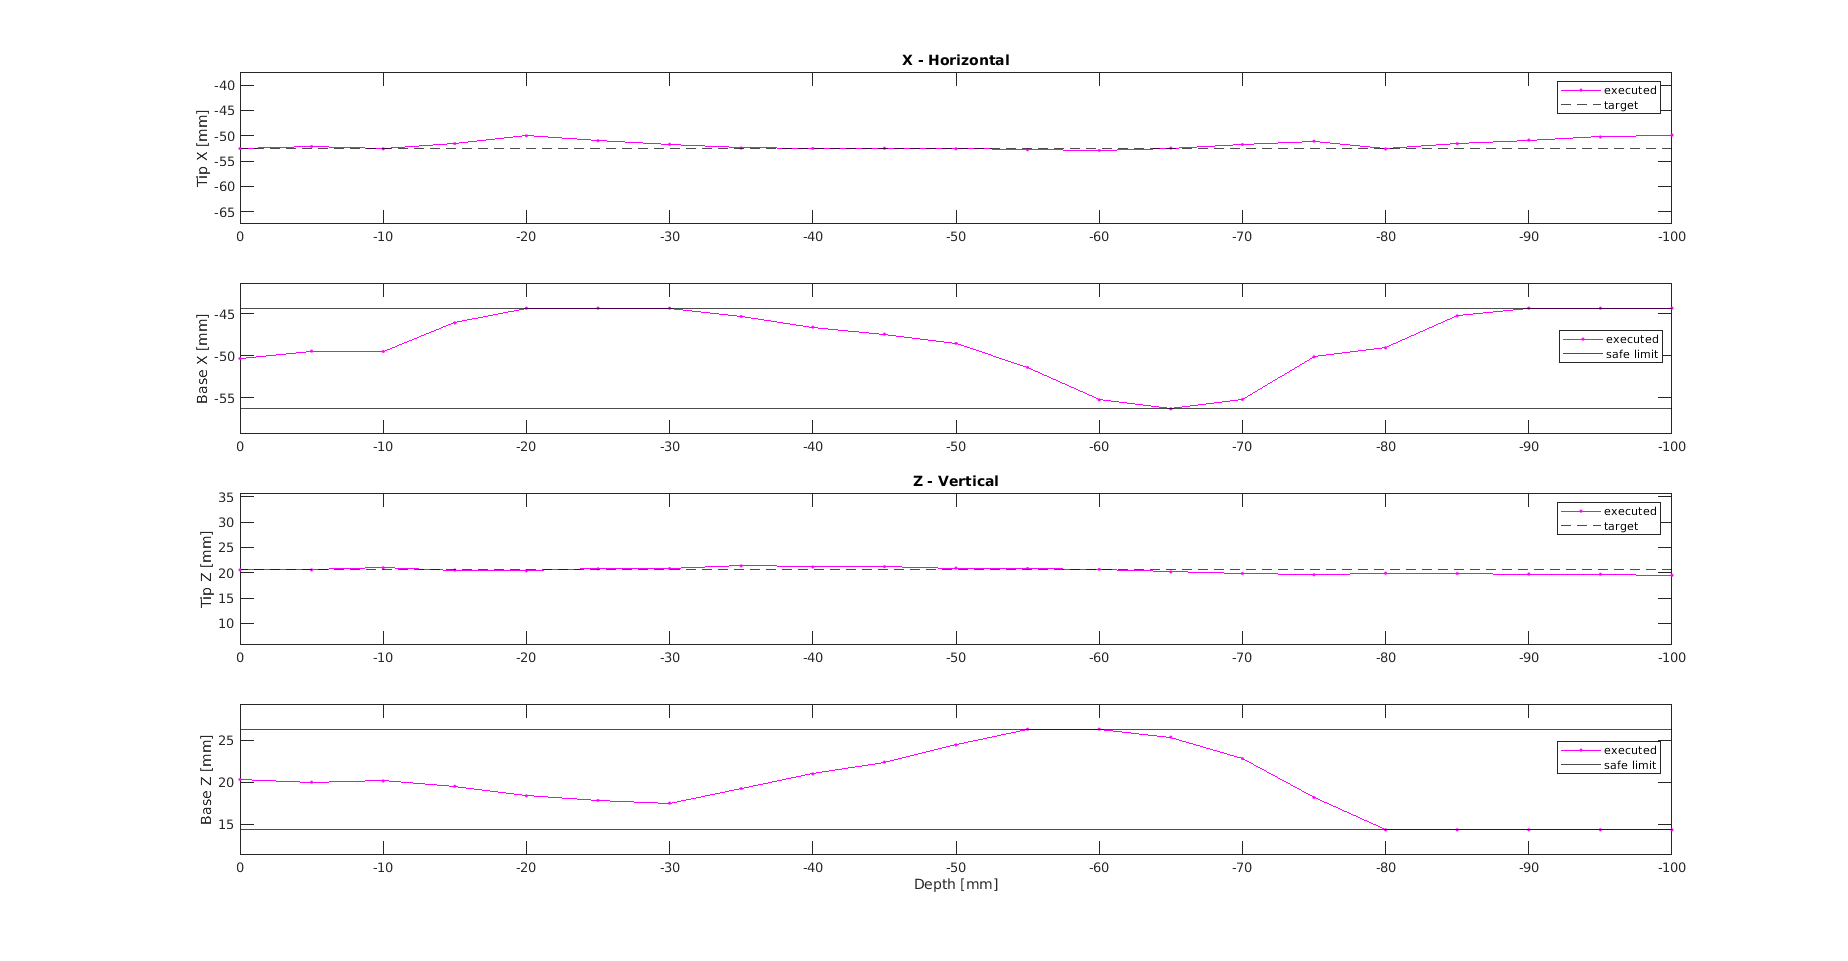 X - Horizontal
Tip X [mm]
-40
-45
-50
-55
-60
-65
executed
target
0 -10 -20 -30 -40 -50 -60 -70 -80 -90 -100
Base X [mm]
-45
-50
-55
executed
safe limit
0 -10 -20 -30 -40 -50 -60 -70 -80 -90 -100
Z - Vertical
Tip Z [mm]
35
30
25
20
15
10
executed
target
0 -10 -20 -30 -40 -50 -60 -70 -80 -90 -100
Base Z [mm]
25
20
15
executed
safe limit
0 -10 -20 -30 -40 -50 -60 -70 -80 -90 -100
Depth [mm]